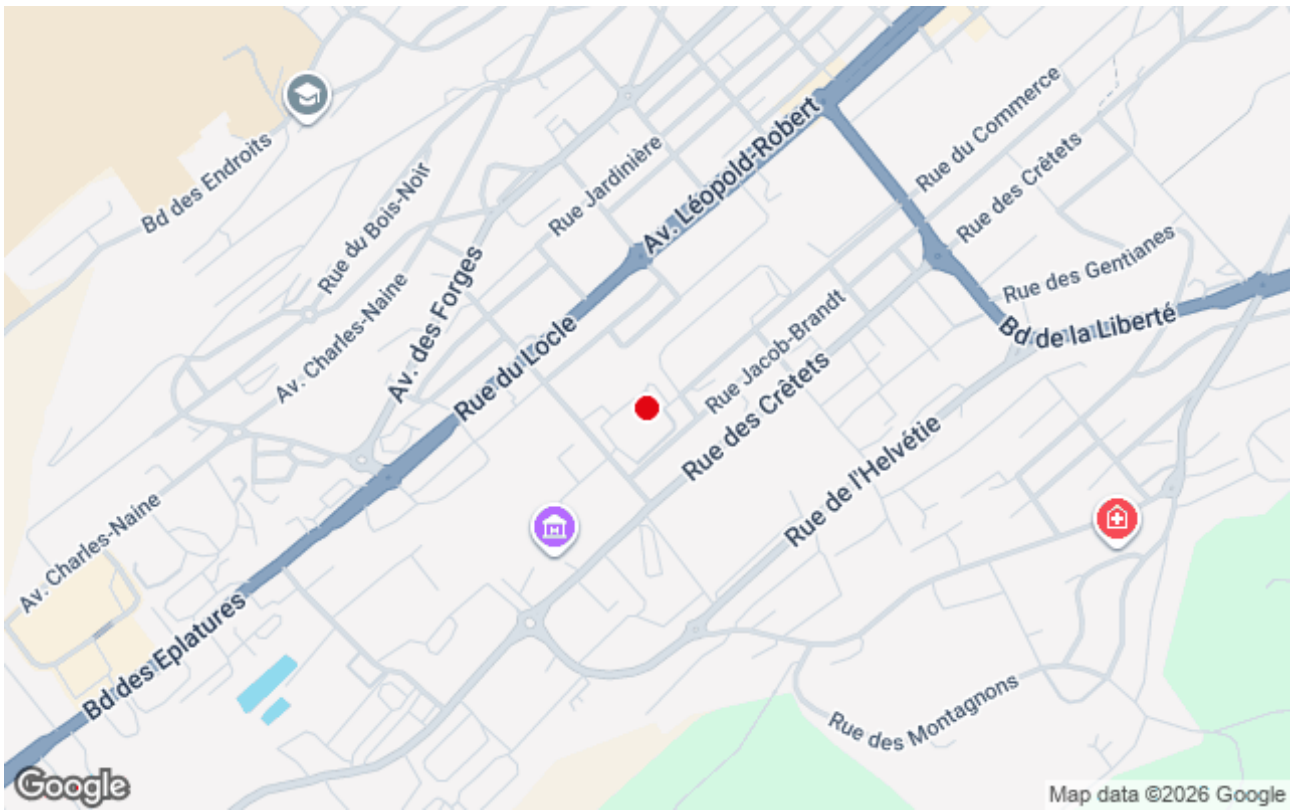 Rue du Commerce
Bd des Endroits
Rue Jardinière
Av. Léopold-Robert
Rue des Crêtets
Rue du Bois-Noir
Rue des Gentianes
Av. Charles-Naine
Av. des Forges
Rue du Locle
Rue Jacob-Brandt
Bd de la Liberté
Rue des Crêtets
Rue de l'Helvétie
Av. Charles-Naine
H
Bd des Eplatures
Rue des Montagnons
Google
Map data ©2026 Google